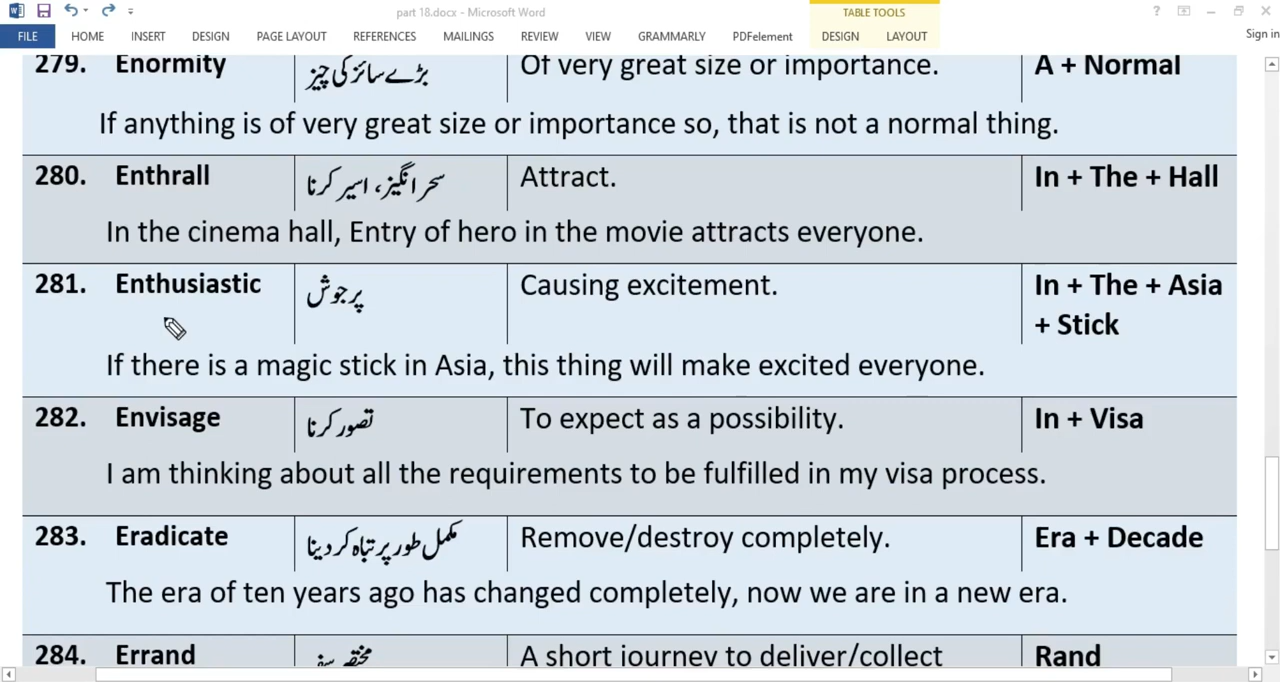 part 18.docx - Microsoft Word
TABLE TOOLS
?
FILE HOME INSERT DESIGN PAGE LAYOUT REFERENCES MAILINGS REVIEW VIEW GRAMMARLY PDFelement DESIGN LAYOUT Sign in
279. Enormity بڑے سائز کی چیز Of very great size or importance. A + Normal
If anything is of very great size or importance so, that is not a normal thing.
280. Enthrall سحر انگیز، اسیر کرنا Attract. In + The + Hall
In the cinema hall, Entry of hero in the movie attracts everyone.
281. Enthusiastic پرجوش Causing excitement. In + The + Asia
+ Stick
If there is a magic stick in Asia, this thing will make excited everyone.
282. Envisage تصور کرنا To expect as a possibility. In + Visa
I am thinking about all the requirements to be fulfilled in my visa process.
283. Eradicate مکمل طور پر تباہ کر دینا Remove/destroy completely. Era + Decade
The era of ten years ago has changed completely, now we are in a new era.
284. Errand A short journey to deliver/collect Rand